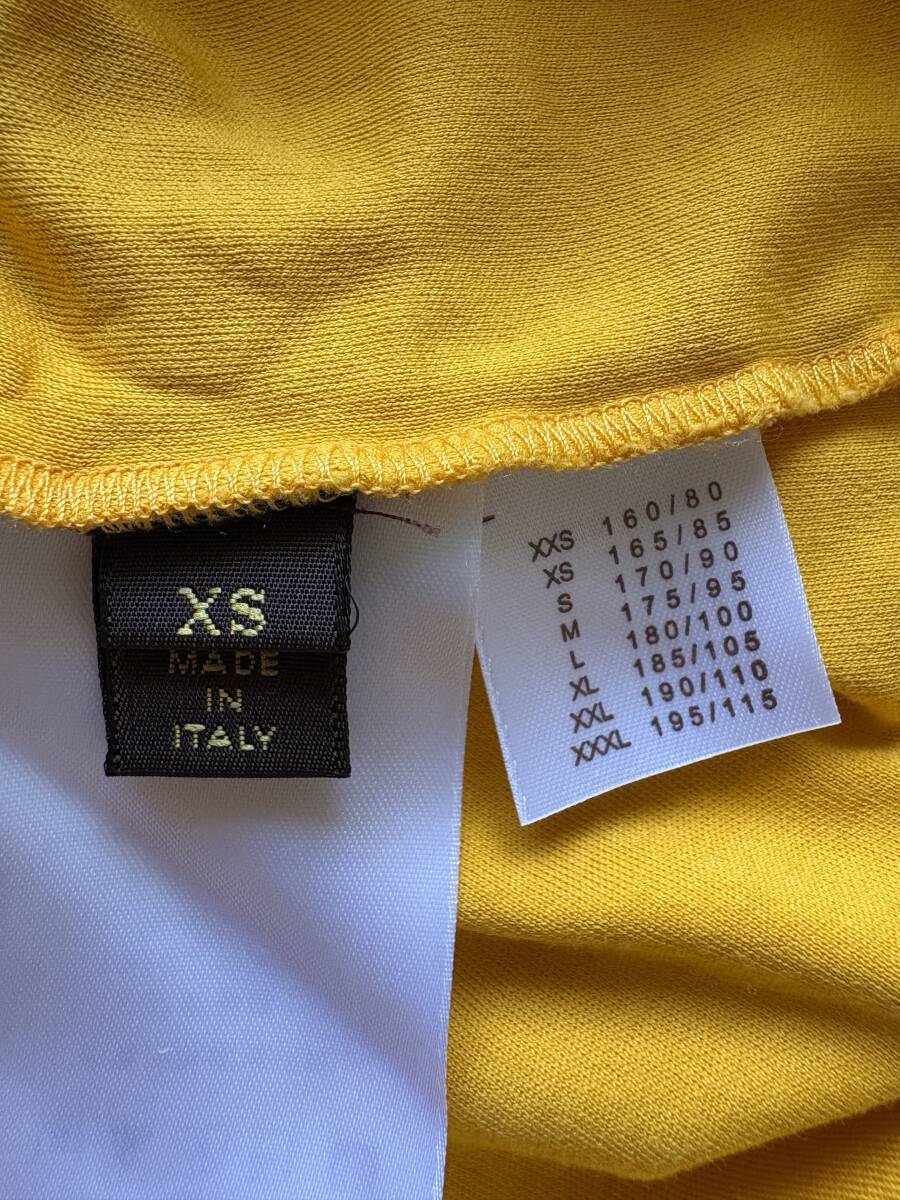 XS
MADE
IN
ITALY
XXS 160/80
XS 165/85
S 170/90
M 175/95
L 180/100
XL 185/105
XXL 190/110
XXXL 195/115